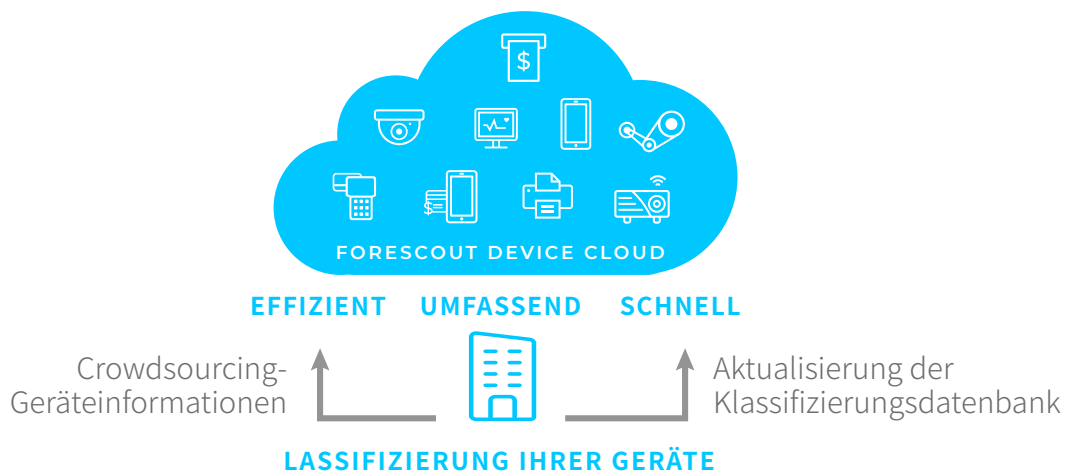 $
$
FORESCOUT DEVICE CLOUD
EFFIZIENT UMFASSEND SCHNELL
Crowdsourcing-
Geräteinformationen
Aktualisierung der
Klassifizierungsdatenbank
LASSIFIZIERUNG IHRER GERÄTE